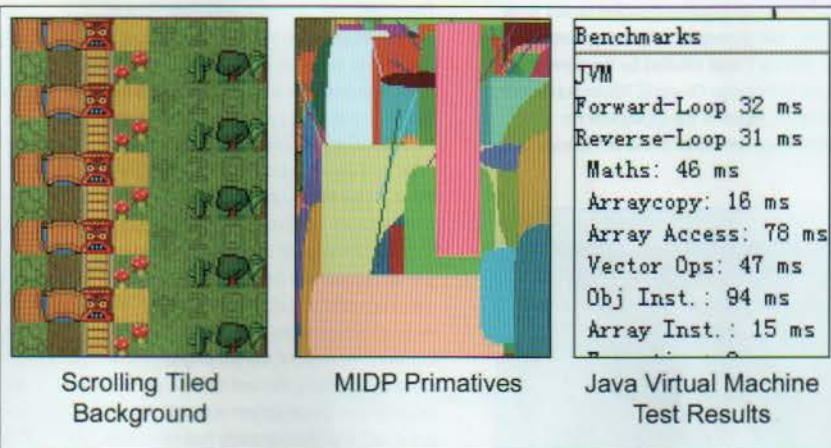 Benchmarks
JVM
Forward-Loop 32 ms
Reverse-Loop 31 ms
Maths: 46 ms
Arraycopy: 16 ms
Array Access: 78 ms
Vector Ops: 47 ms
Obj Inst.: 94 ms
Array Inst.: 15 ms
Scrolling Tiled
Background
MIDP Primatives
Java Virtual Machine
Test Results